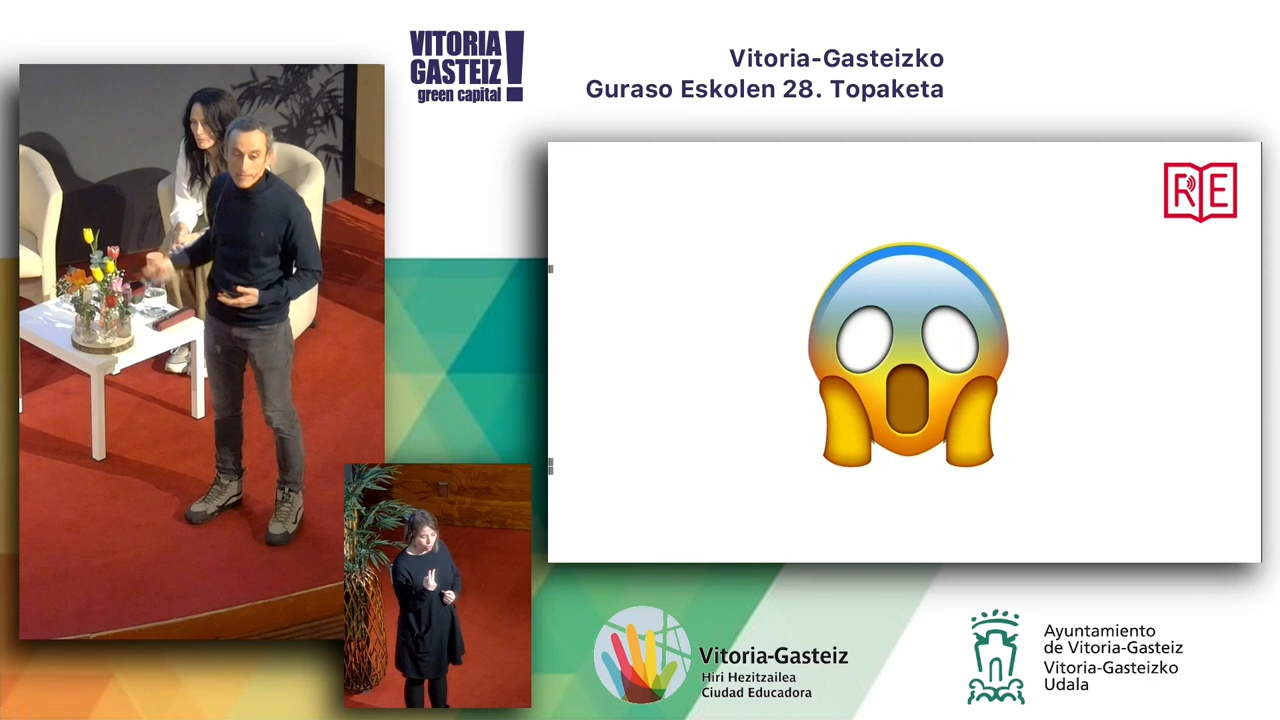 VITORIA
GASTEIZ
green capital
!
Vitoria-Gasteizko
Guraso Eskolen 28. Topaketa
RE
Vitoria-Gasteiz
Hiri Hezitzailea
Ciudad Educadora
Ayuntamiento
de Vitoria-Gasteiz
Vitoria-Gasteizko
Udala